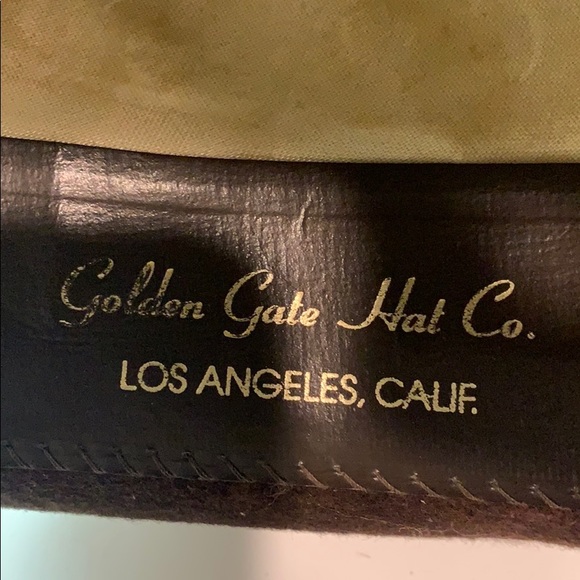 Golden Gate Hat Co.
LOS ANGELES, CALIF.